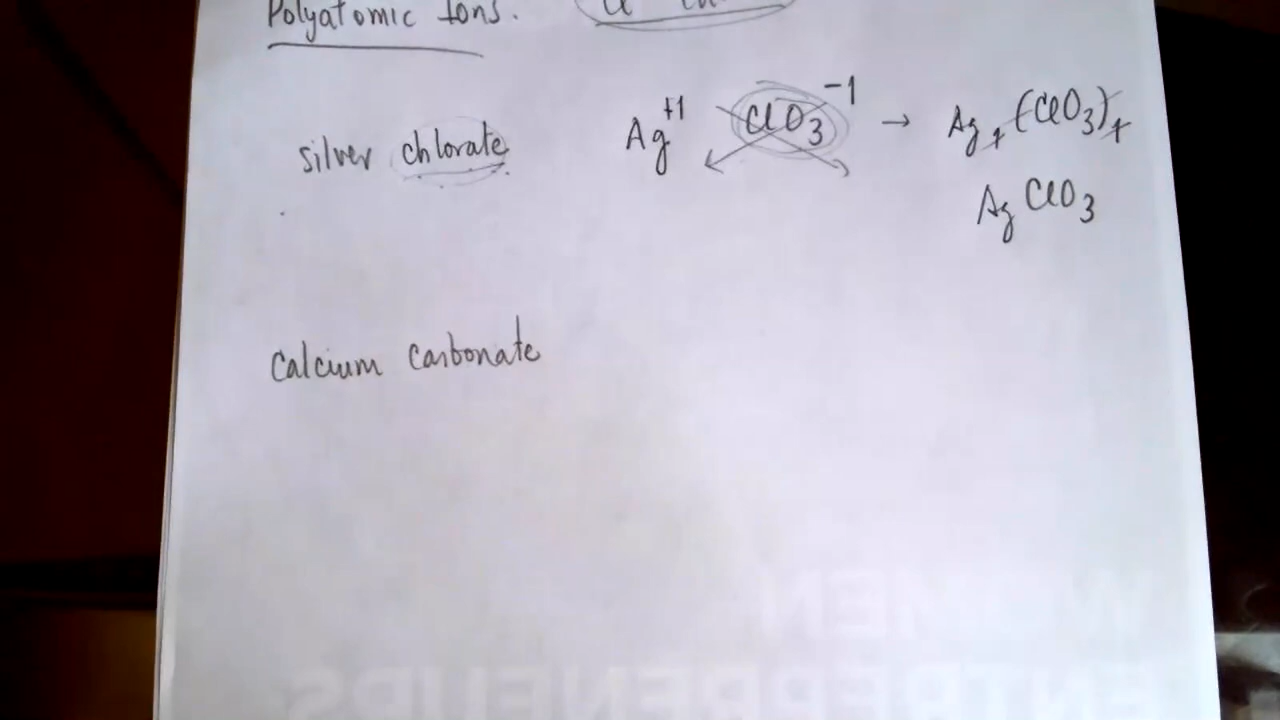 Polyatomic Ions.
silver chlorate Ag+1 ClO3-1 → Ag1(ClO3)1
AgClO3
Calcium Carbonate